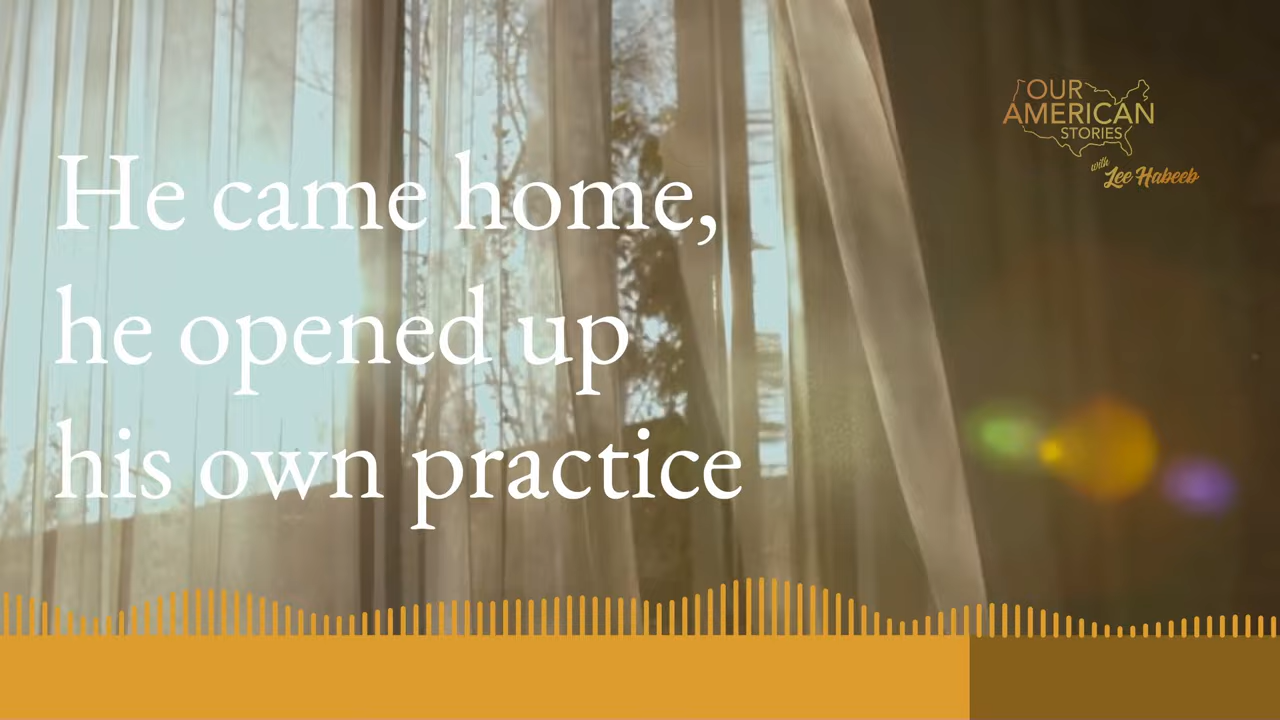 OUR
AMERICAN
STORIES
with
Lee Habeeb
He came home,
he opened up
his own practice